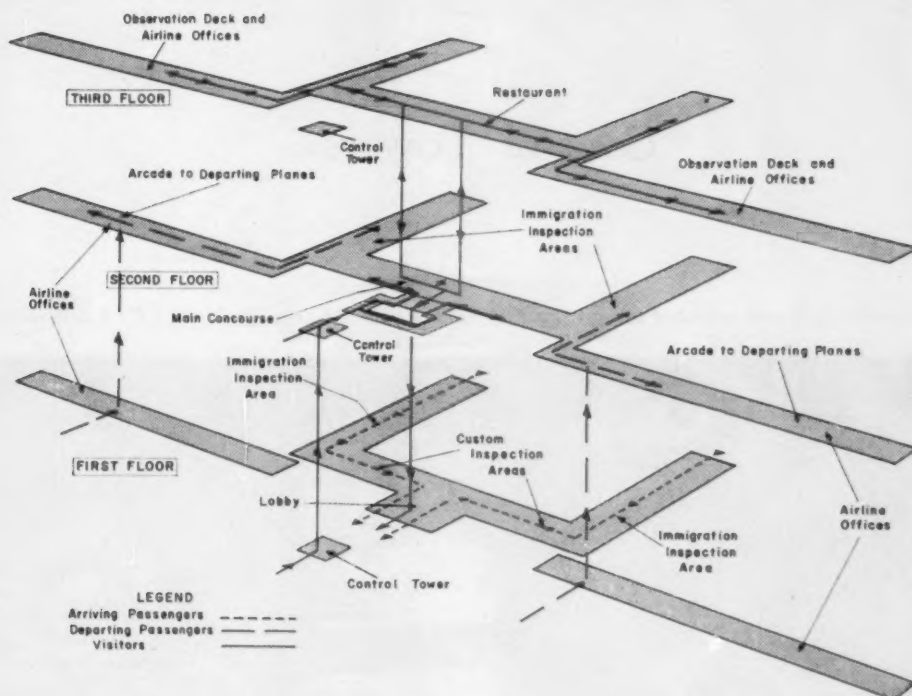 Observation Deck and
Airline Offices
THIRD FLOOR
Restaurant
Control
Tower
Observation Deck and
Airline Offices
Arcade to Departing Planes
Immigration
Inspection
Areas
SECOND FLOOR
Airline
Offices
Main Concourse
Control
Tower
Arcade to Departing Planes
Immigration
Inspection
Area
FIRST FLOOR
Custom
Inspection
Areas
Lobby
Airline
Offices
Immigration
Inspection
Area
Control Tower
LEGEND
Arriving Passengers
Departing Passengers
Visitors